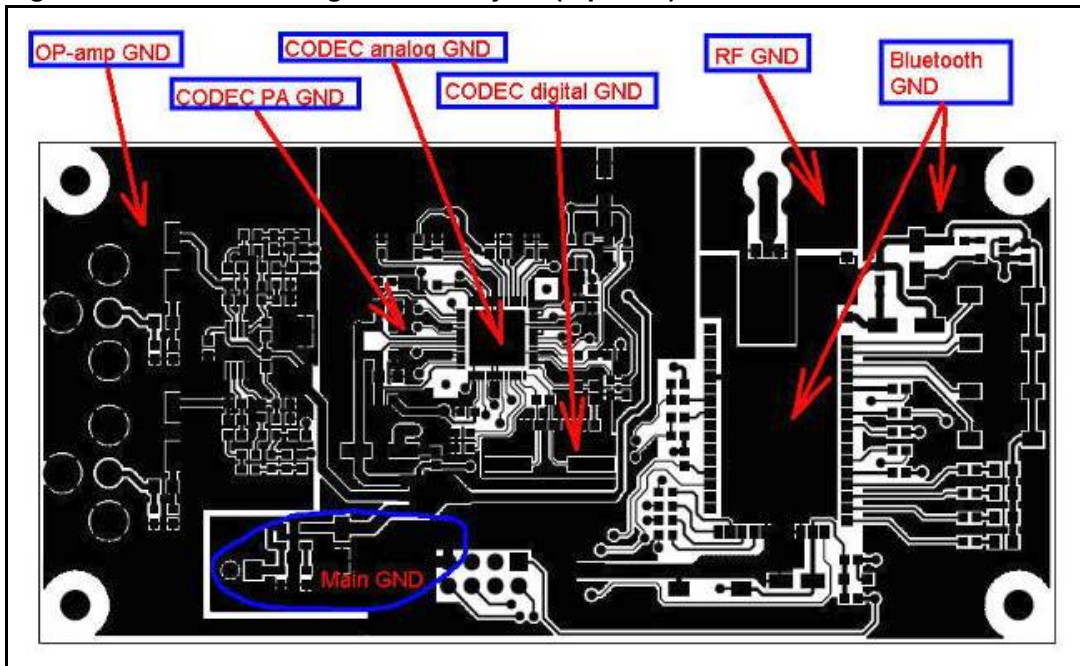 OP-amp GND
CODEC analog GND
CODEC PA GND
CODEC digital GND
RF GND
Bluetooth
GND
Main GND